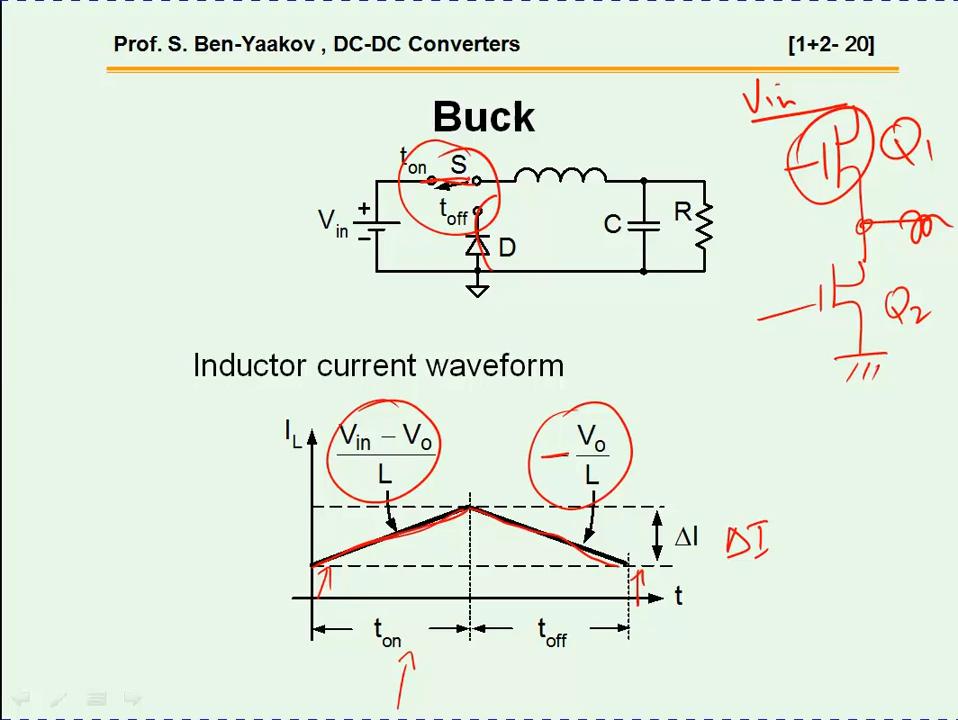 Prof. S. Ben-Yaakov , DC-DC Converters [1+2- 20]
Buck
Vin
Q1
ton S
toff
Vin + −
D
C
R
Q2
Inductor current waveform
IL
Vin − Vo
L
− Vo
L
ΔI
ΔI
t
ton
toff